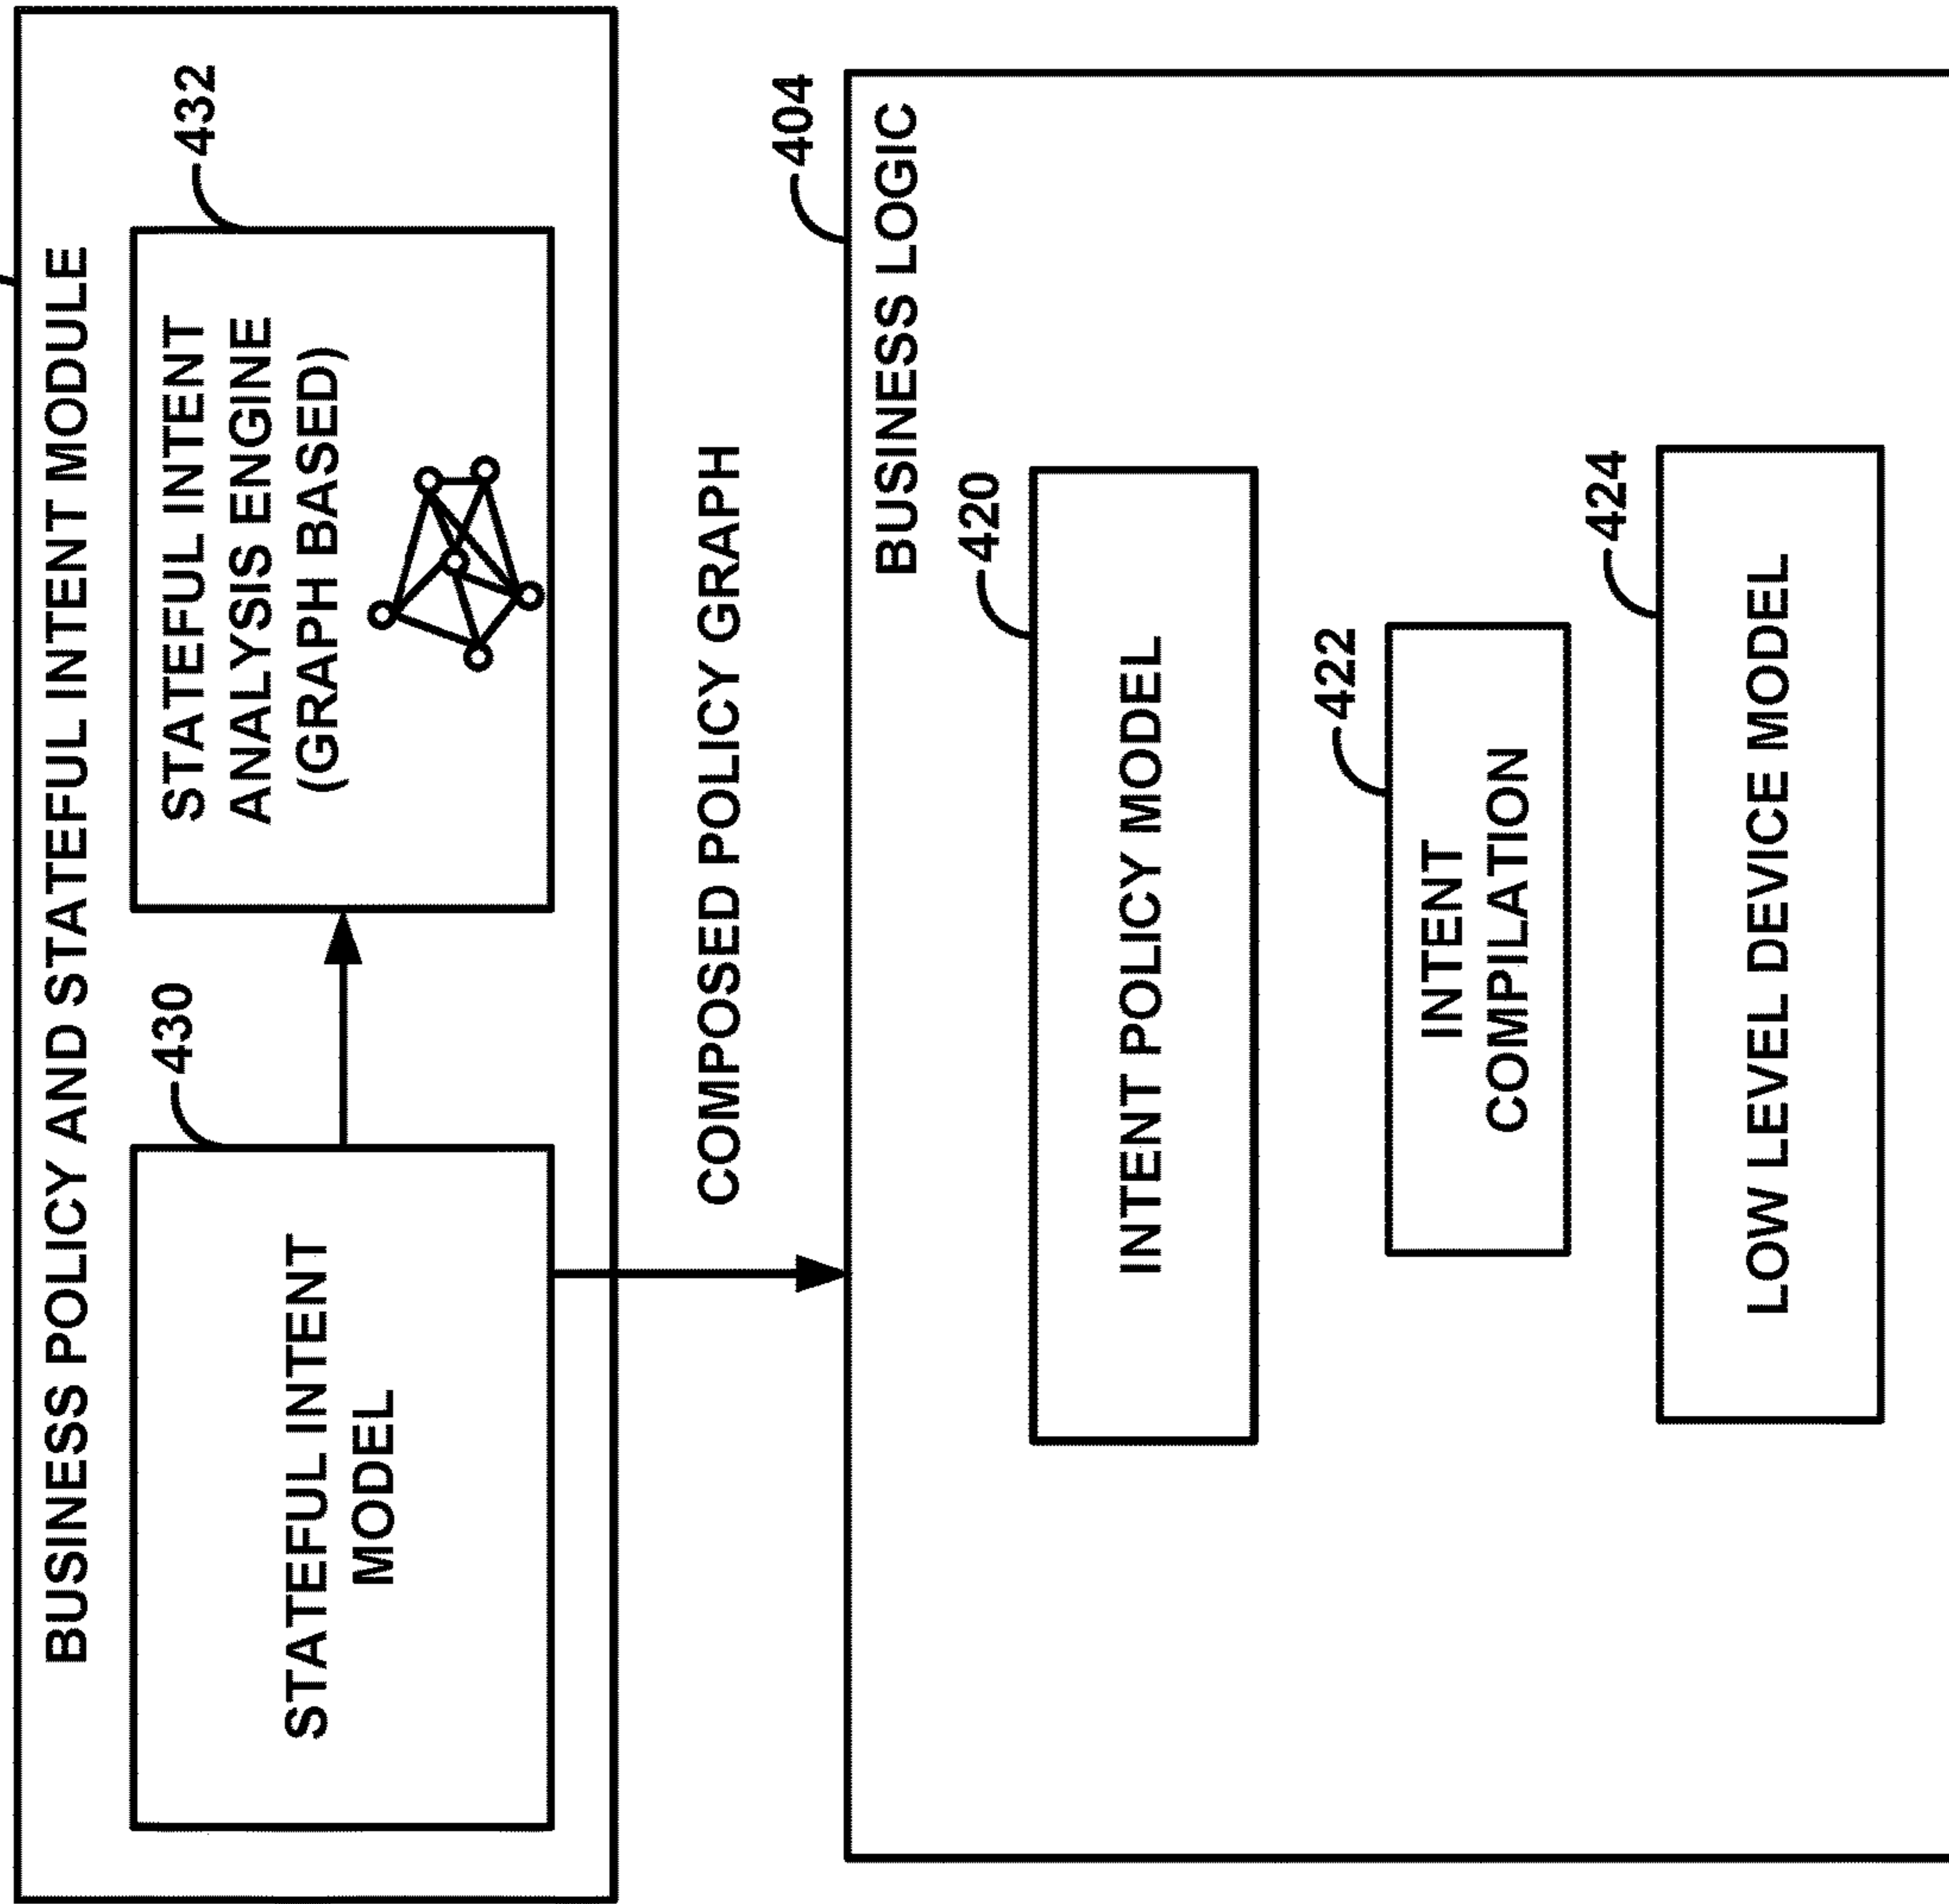 BUSINESS POLICY AND STATEFUL INTENT MODULE
430
STATEFUL INTENT
MODEL
432
STATEFUL INTENT
ANALYSIS ENGINE
(GRAPH BASED)
COMPOSED POLICY GRAPH
404
BUSINESS LOGIC
420
INTENT POLICY MODEL
422
INTENT
COMPILATION
424
LOW LEVEL DEVICE MODEL